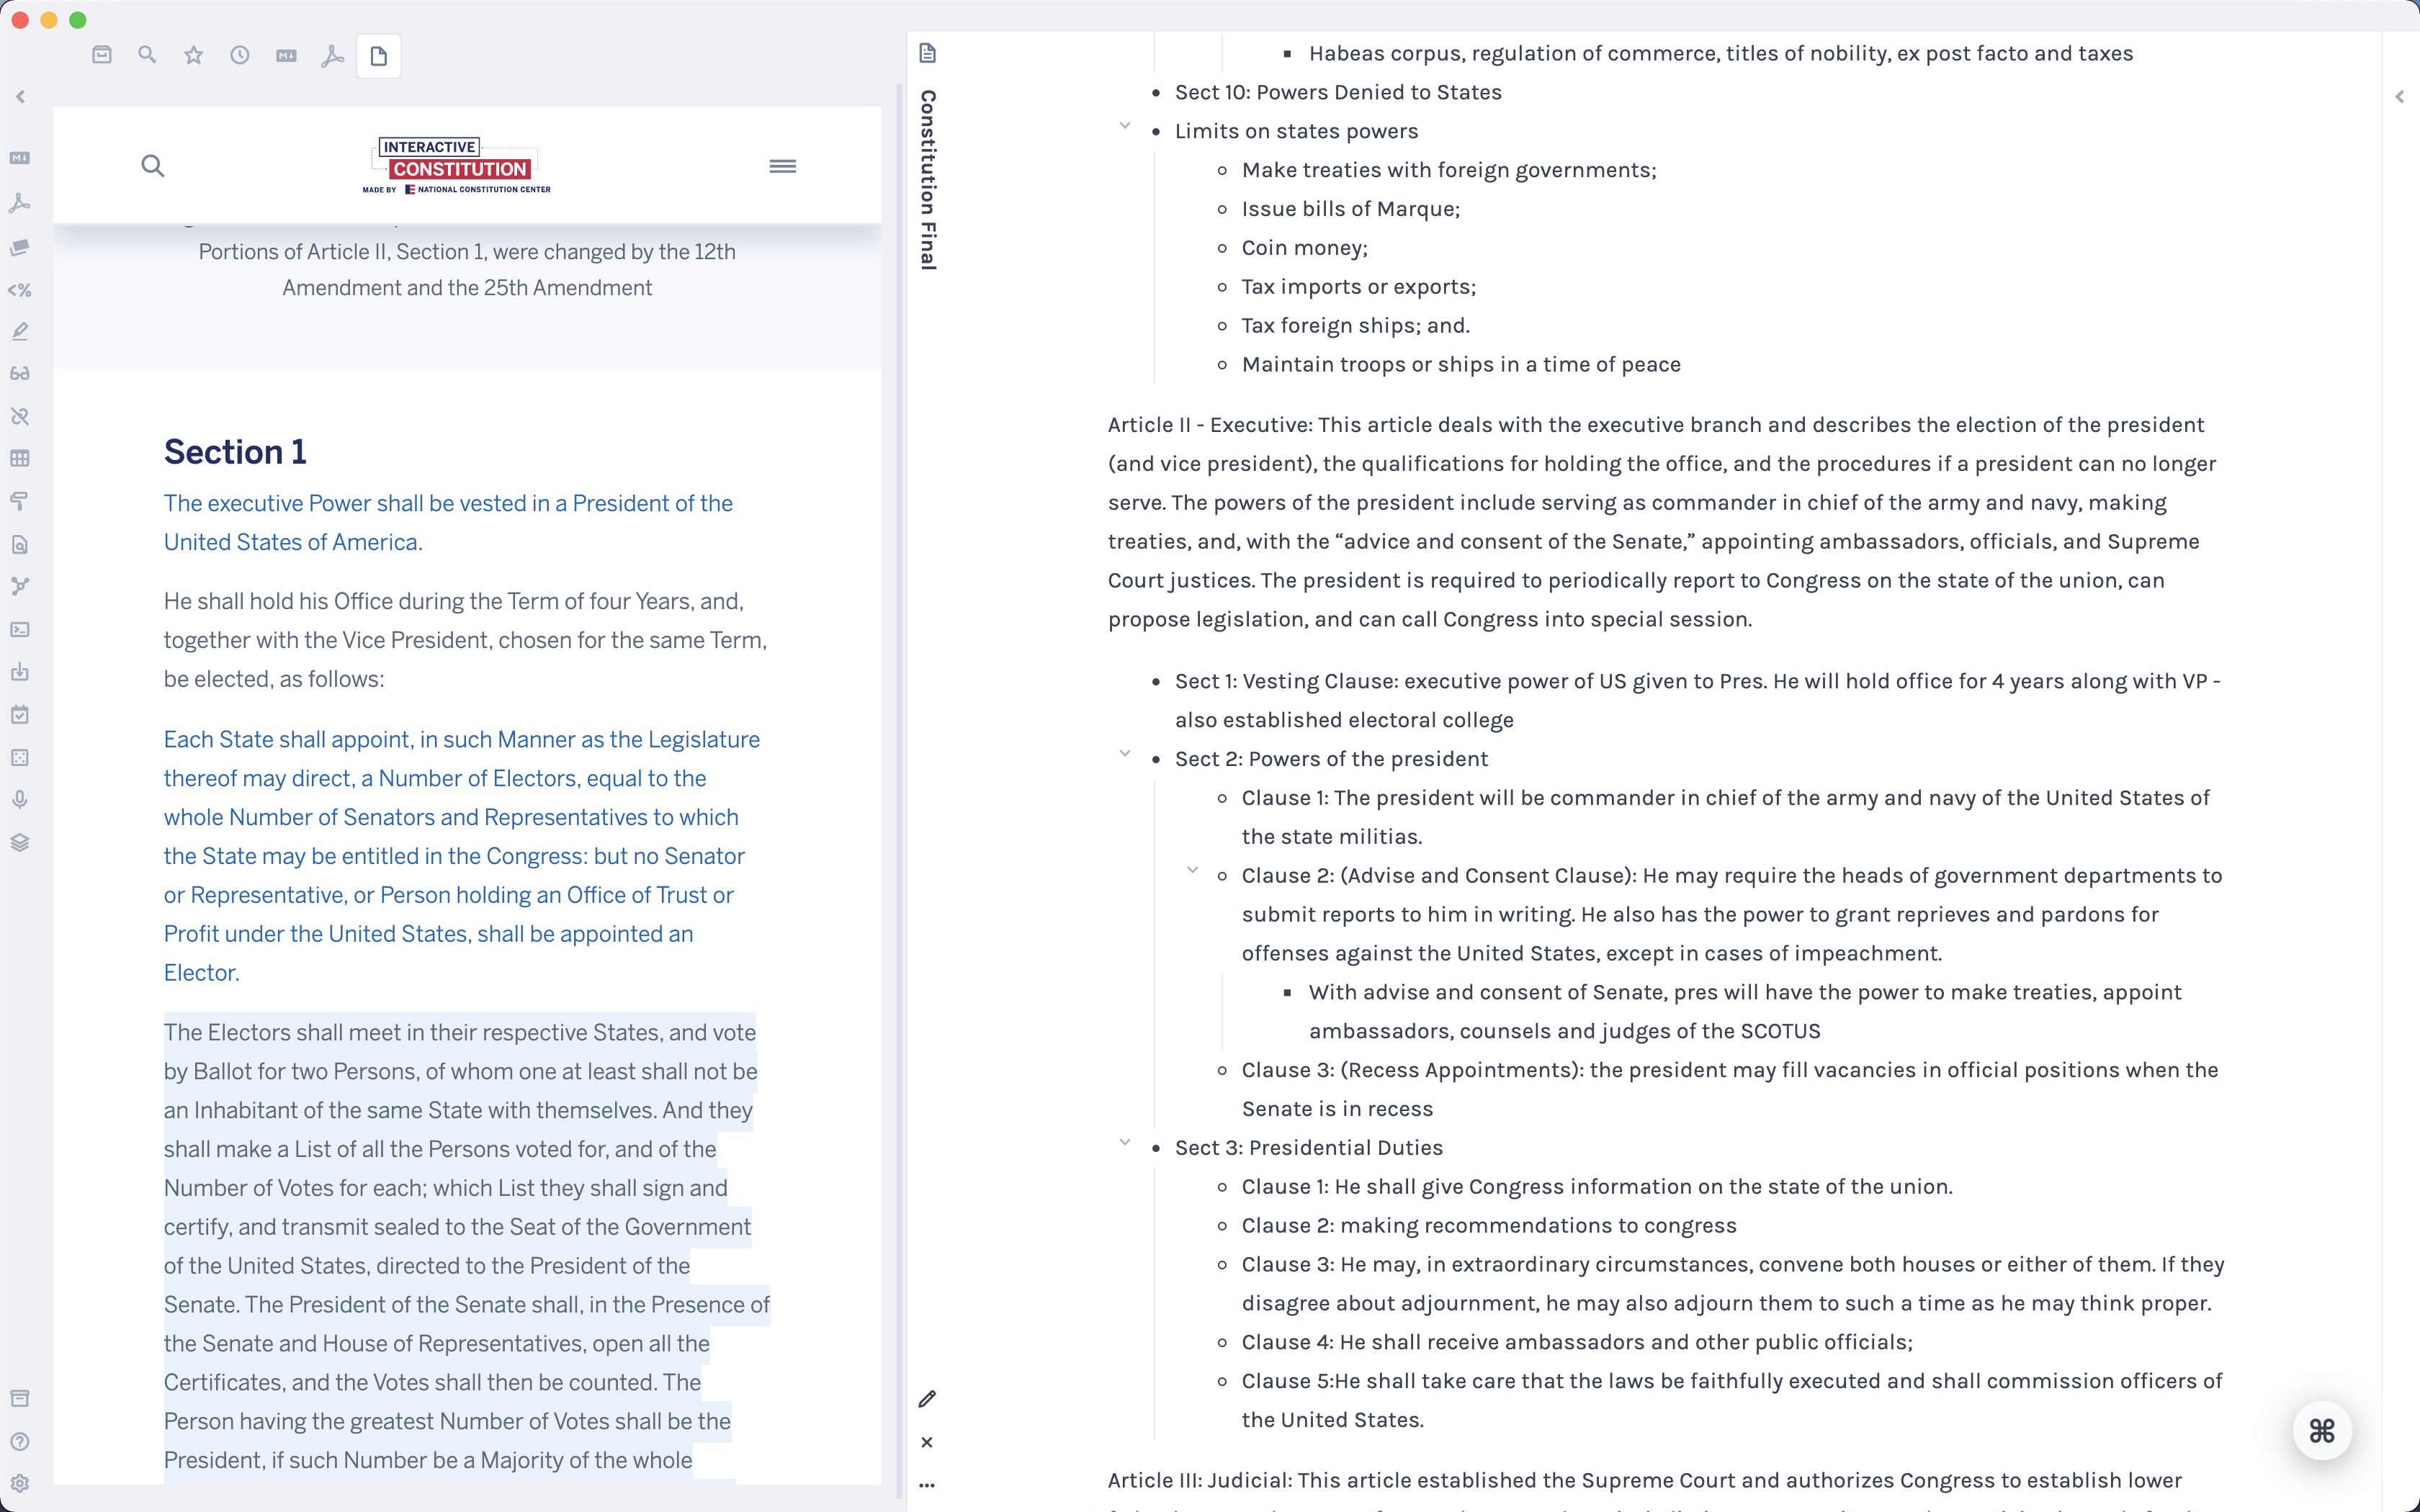 INTERACTIVE
CONSTITUTION
MADE BY NATIONAL CONSTITUTION CENTER
Portions of Article II, Section 1, were changed by the 12th
Amendment and the 25th Amendment
Section 1
The executive Power shall be vested in a President of the
United States of America.
He shall hold his Office during the Term of four Years, and,
together with the Vice President, chosen for the same Term,
be elected, as follows:
Each State shall appoint, in such Manner as the Legislature
thereof may direct, a Number of Electors, equal to the
whole Number of Senators and Representatives to which
the State may be entitled in the Congress: but no Senator
or Representative, or Person holding an Office of Trust or
Profit under the United States, shall be appointed an
Elector.
The Electors shall meet in their respective States, and vote
by Ballot for two Persons, of whom one at least shall not be
an Inhabitant of the same State with themselves. And they
shall make a List of all the Persons voted for, and of the
Number of Votes for each; which List they shall sign and
certify, and transmit sealed to the Seat of the Government
of the United States, directed to the President of the
Senate. The President of the Senate shall, in the Presence of
the Senate and House of Representatives, open all the
Certificates, and the Votes shall then be counted. The
Person having the greatest Number of Votes shall be the
President, if such Number be a Majority of the whole
Constitution Final
Habeas corpus, regulation of commerce, titles of nobility, ex post facto and taxes
Sect 10: Powers Denied to States
Limits on states powers
Make treaties with foreign governments;
Issue bills of Marque;
Coin money;
Tax imports or exports;
Tax foreign ships; and.
Maintain troops or ships in a time of peace
Article II - Executive: This article deals with the executive branch and describes the election of the president
(and vice president), the qualifications for holding the office, and the procedures if a president can no longer
serve. The powers of the president include serving as commander in chief of the army and navy, making
treaties, and, with the “advice and consent of the Senate,” appointing ambassadors, officials, and Supreme
Court justices. The president is required to periodically report to Congress on the state of the union, can
propose legislation, and can call Congress into special session.
Sect 1: Vesting Clause: executive power of US given to Pres. He will hold office for 4 years along with VP -
also established electoral college
Sect 2: Powers of the president
Clause 1: The president will be commander in chief of the army and navy of the United States of
the state militias.
Clause 2: (Advise and Consent Clause): He may require the heads of government departments to
submit reports to him in writing. He also has the power to grant reprieves and pardons for
offenses against the United States, except in cases of impeachment.
With advise and consent of Senate, pres will have the power to make treaties, appoint
ambassadors, counsels and judges of the SCOTUS
Clause 3: (Recess Appointments): the president may fill vacancies in official positions when the
Senate is in recess
Sect 3: Presidential Duties
Clause 1: He shall give Congress information on the state of the union.
Clause 2: making recommendations to congress
Clause 3: He may, in extraordinary circumstances, convene both houses or either of them. If they
disagree about adjournment, he may also adjourn them to such a time as he may think proper.
Clause 4: He shall receive ambassadors and other public officials;
Clause 5:He shall take care that the laws be faithfully executed and shall commission officers of
the United States.
Article III: Judicial: This article established the Supreme Court and authorizes Congress to establish lower